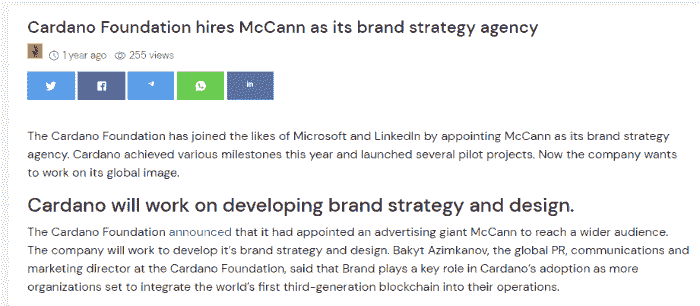 Cardano Foundation hires McCann as its brand strategy agency
1 year ago 255 views
in
The Cardano Foundation has joined the likes of Microsoft and LinkedIn by appointing McCann as its brand strategy
agency. Cardano achieved various milestones this year and launched several pilot projects. Now the company wants
to work on its global image.
Cardano will work on developing brand strategy and design.
The Cardano Foundation announced that it had appointed an advertising giant McCann to reach a wider audience.
The company will work to develop it's brand strategy and design. Bakyt Azimkanov, the global PR, communications and
marketing director at the Cardano Foundation, said that Brand plays a key role in Cardano's adoption as more
organizations set to integrate the world's first third-generation blockchain into their operations.